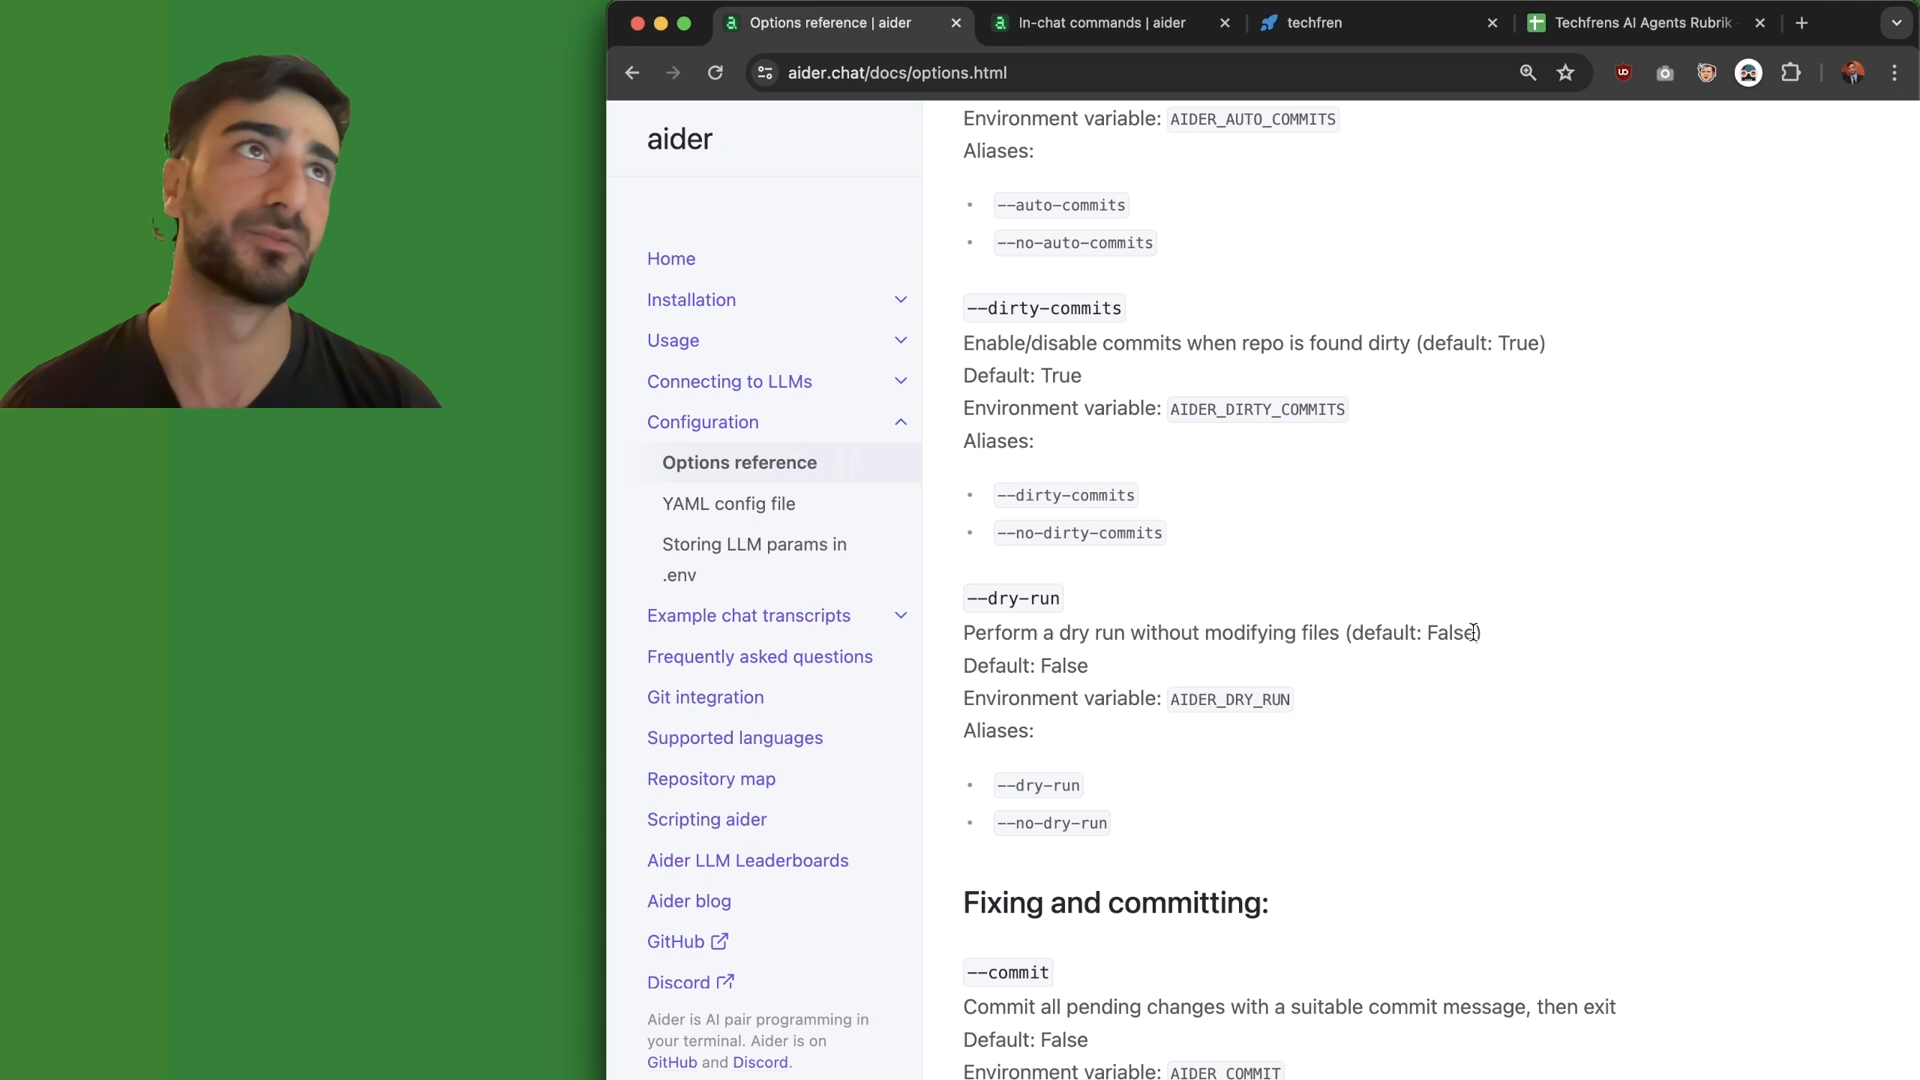 Options reference | aider
In-chat commands | aider
techfren
Techfrens AI Agents Rubrik
aider.chat/docs/options.html
aider
Home
Installation
Usage
Connecting to LLMs
Configuration
Options reference
YAML config file
Storing LLM params in
.env
Example chat transcripts
Frequently asked questions
Git integration
Supported languages
Repository map
Scripting aider
Aider LLM Leaderboards
Aider blog
GitHub
Discord
Aider is AI pair programming in
your terminal. Aider is on
GitHub and Discord.
Environment variable: AIDER_AUTO_COMMITS
Aliases:
• --auto-commits
• --no-auto-commits
--dirty-commits
Enable/disable commits when repo is found dirty (default: True)
Default: True
Environment variable: AIDER_DIRTY_COMMITS
Aliases:
• --dirty-commits
• --no-dirty-commits
--dry-run
Perform a dry run without modifying files (default: False)
Default: False
Environment variable: AIDER_DRY_RUN
Aliases:
• --dry-run
• --no-dry-run
Fixing and committing:
--commit
Commit all pending changes with a suitable commit message, then exit
Default: False
Environment variable: AIDER_COMMIT